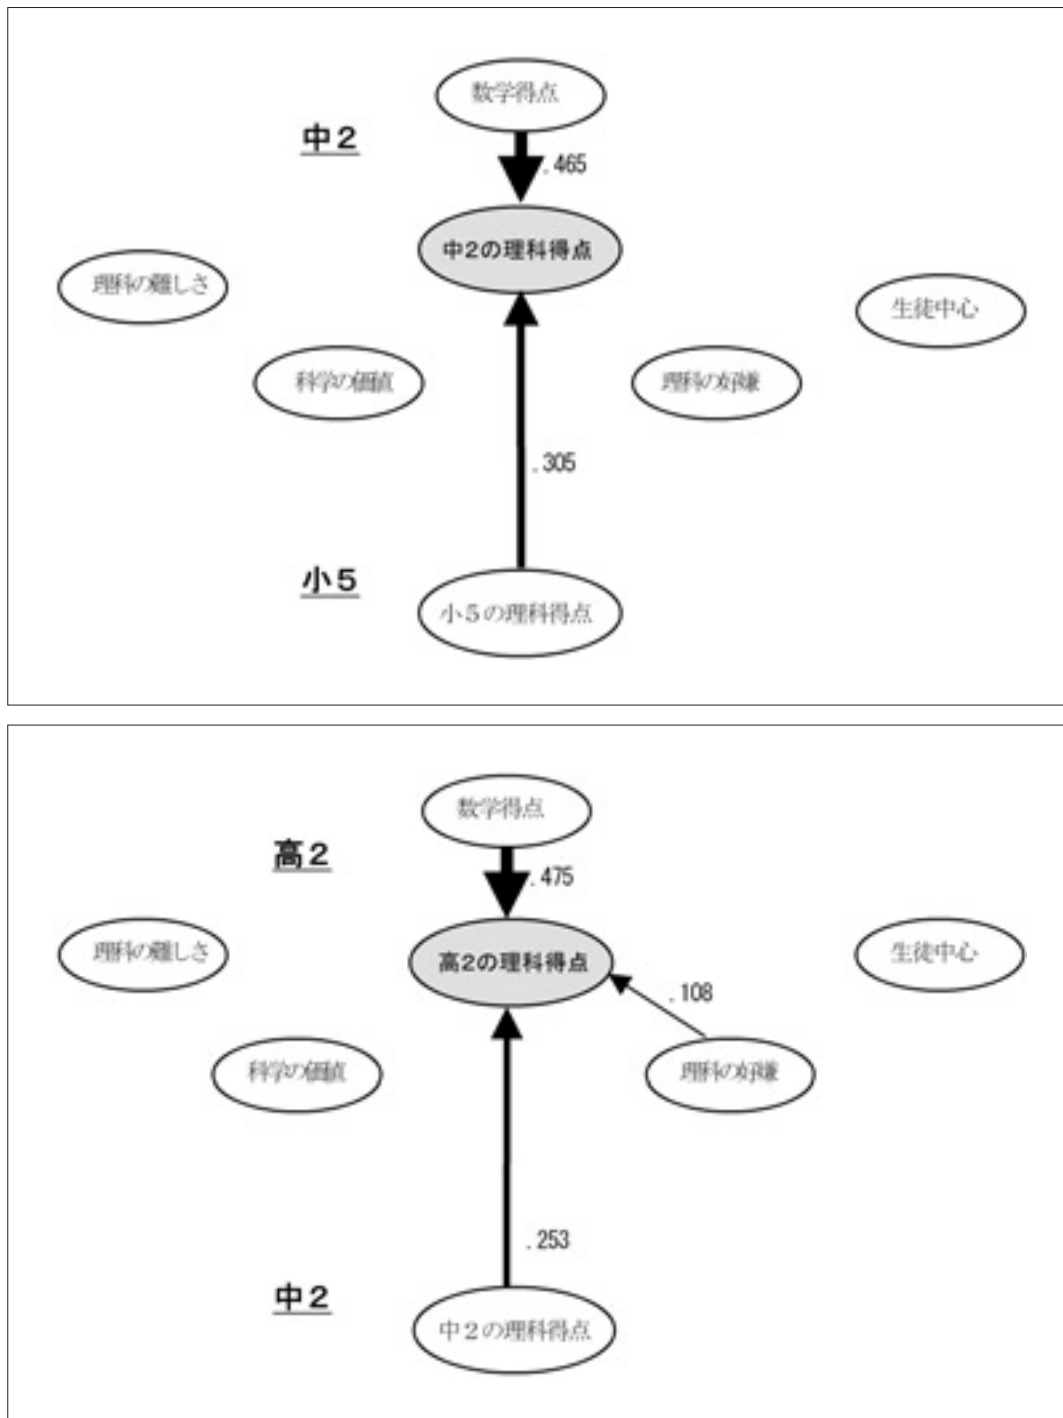 数学得点
中2
.465
中2の理科得点
理科の難しさ
生徒中心
科学の価値
理科の好嫌
.305
小5
小５の理科得点
数学得点
高2
.475
理科の難しさ
高2の理科得点
生徒中心
.108
科学の価値
理科の好嫌
.253
中2
中２の理科得点